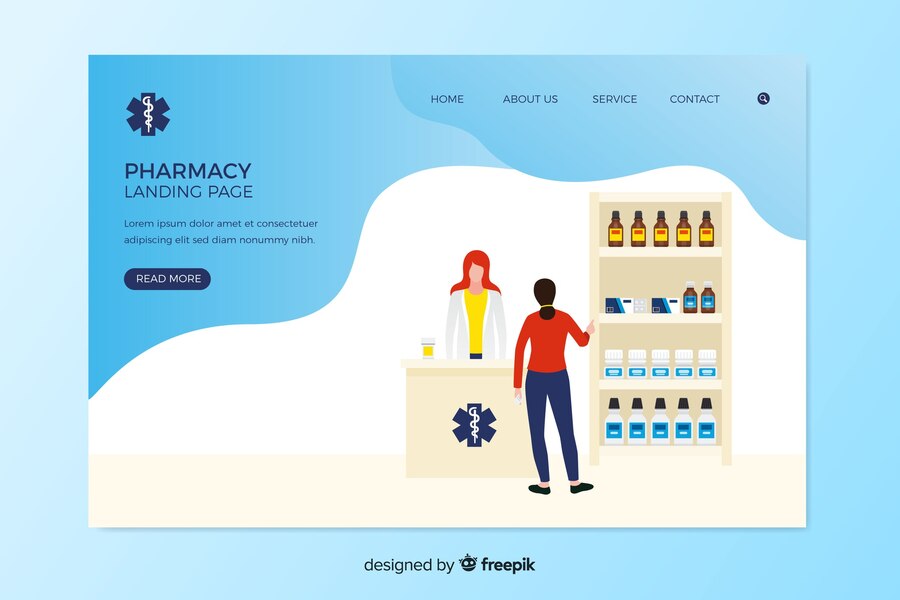 HOME ABOUT US SERVICE CONTACT
PHARMACY
LANDING PAGE
Lorem ipsum dolor amet et consectetuer
adipiscing elit sed diam nonummy nibh.
READ MORE
designed by freepik